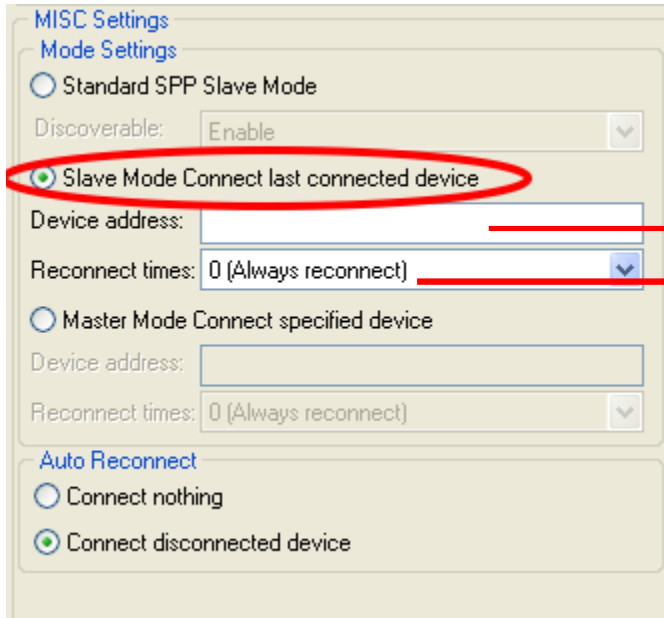 MISC Settings
Mode Settings
Standard SPP Slave Mode
Discoverable: Enable
Slave Mode Connect last connected device
Device address:
Reconnect times: 0 (Always reconnect)
Master Mode Connect specified device
Device address:
Reconnect times: 0 (Always reconnect)
Auto Reconnect
Connect nothing
Connect disconnected device